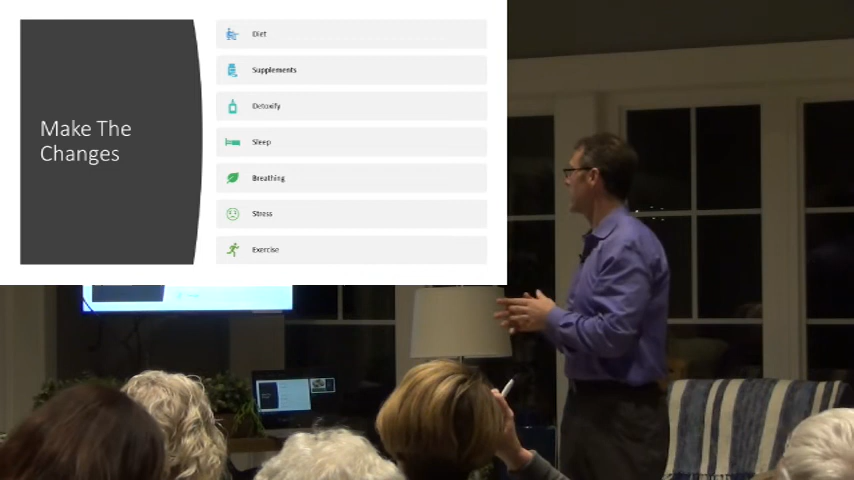 Make The
Changes
Diet
Supplements
Detoxify
Sleep
Breathing
Stress
Exercise